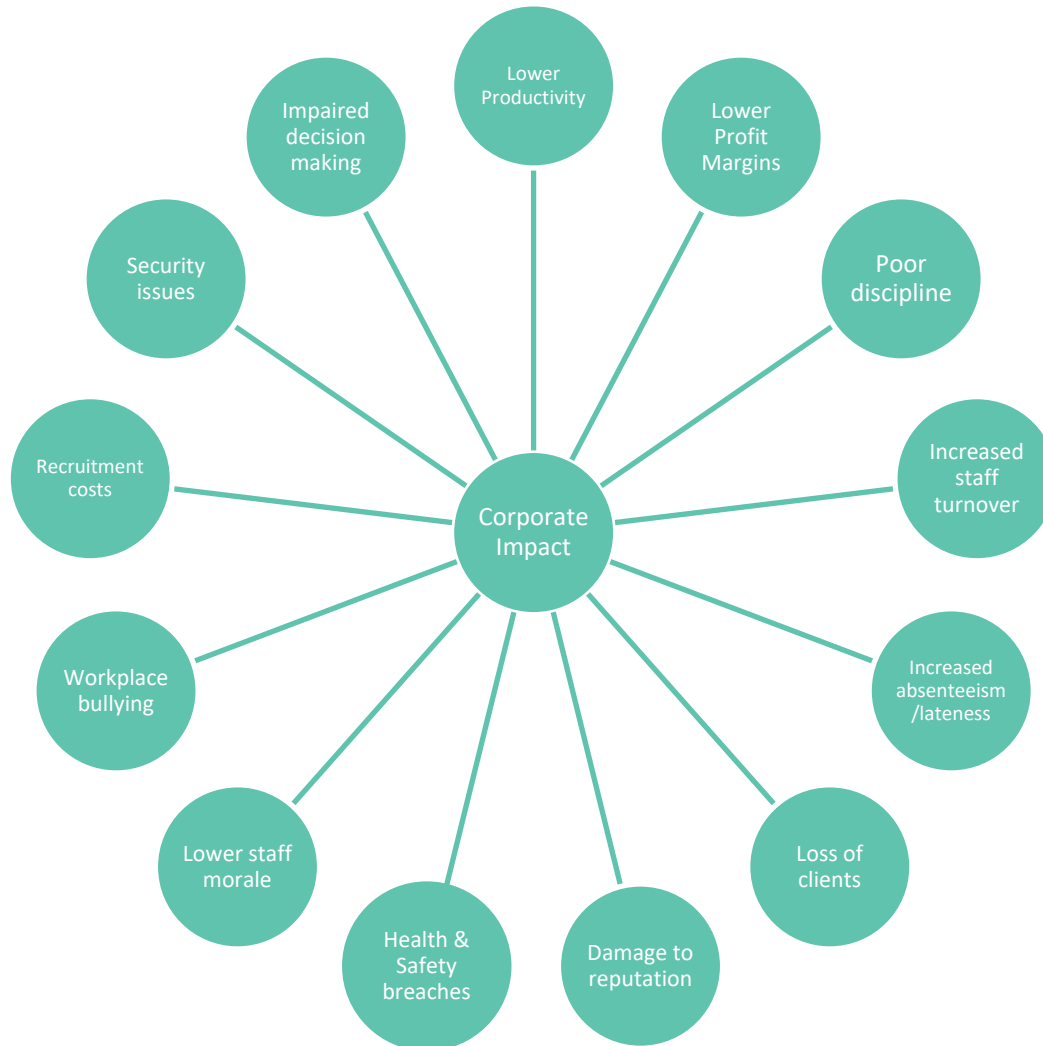 Lower
Productivity
Lower
Profit
Margins
Poor
discipline
Increased
staff
turnover
Increased
absenteeism
/lateness
Loss of
clients
Damage to
reputation
Health &
Safety
breaches
Lower staff
morale
Workplace
bullying
Recruitment
costs
Security
issues
Impaired
decision
making
Corporate
Impact